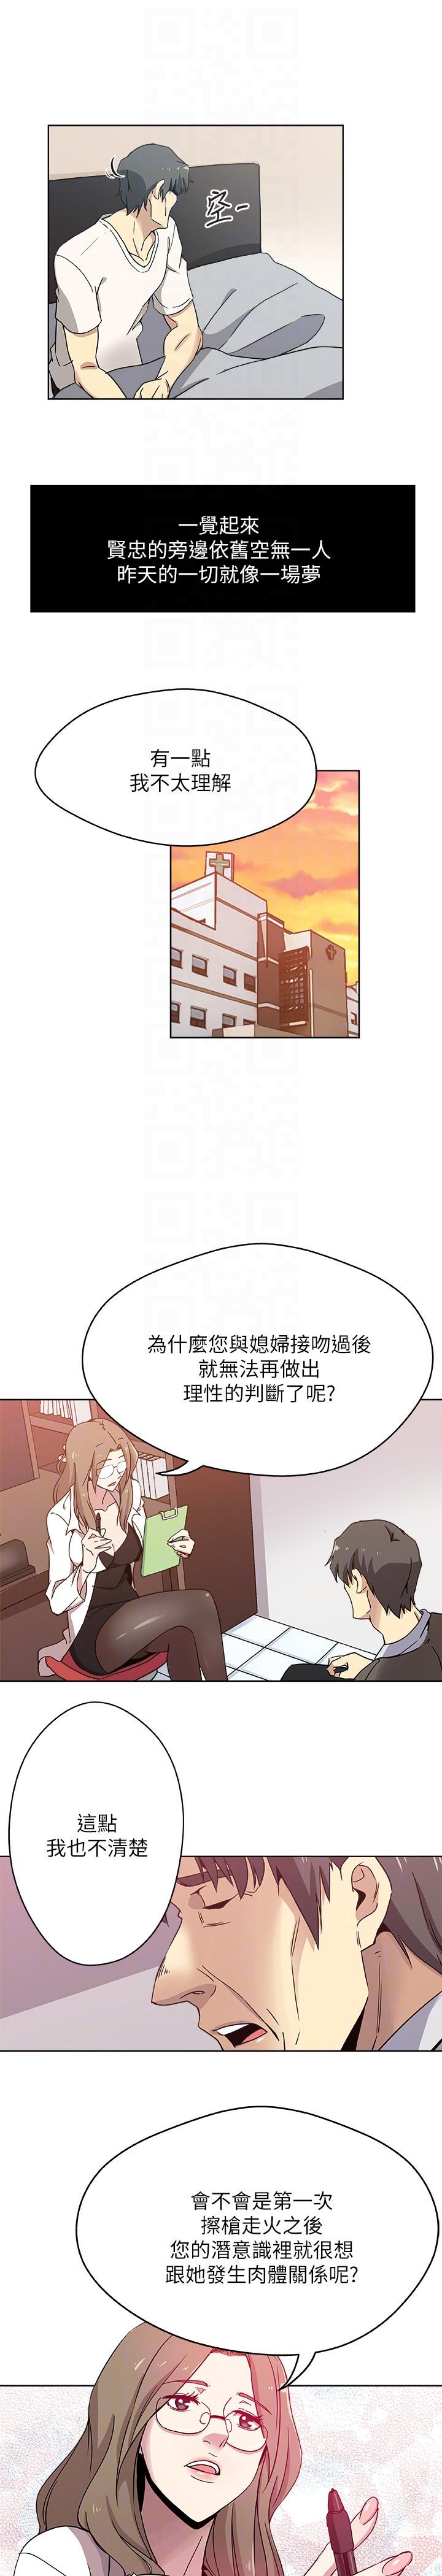 空-
一覺起來
賢忠的旁邊依舊空無一人
昨天的一切就像一場夢
有一點
我不太理解
為什麼您與媳婦接吻過後
就無法再做出
理性的判斷了呢?
這點
我也不清楚
會不會是第一次
擦槍走火之後
您的潛意識裡就很想
跟她發生肉體關係呢?